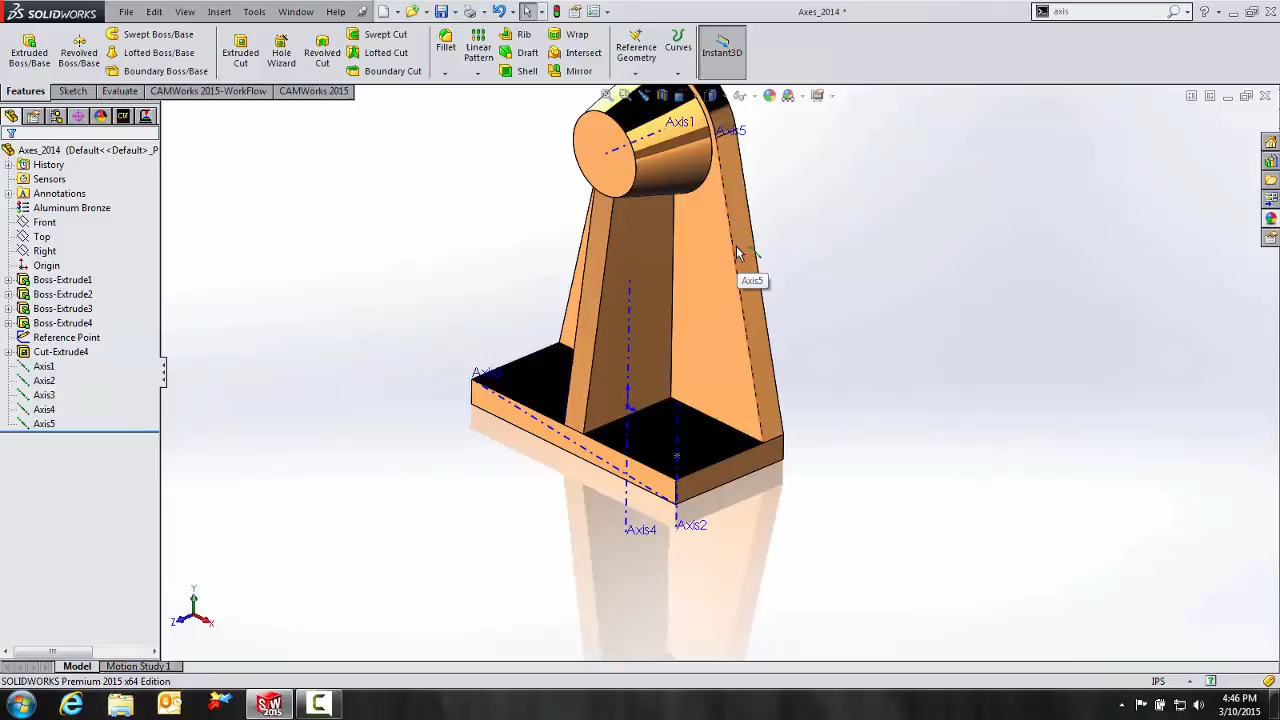 SOLIDWORKS
File
Edit
View
Insert
Tools
Window
Help
Axes_2014 *
axis
Extruded Boss/Base
Revolved Boss/Base
Swept Boss/Base
Lofted Boss/Base
Boundary Boss/Base
Extruded Cut
Hole Wizard
Revolved Cut
Swept Cut
Lofted Cut
Boundary Cut
Fillet
Linear Pattern
Rib
Draft
Shell
Wrap
Intersect
Mirror
Reference Geometry
Curves
Instant3D
Features
Sketch
Evaluate
CAMWorks 2015-WorkFlow
CAMWorks 2015
Axes_2014 (Default<<Default>_P
History
Sensors
Annotations
Aluminum Bronze
Front
Top
Right
Origin
Boss-Extrude1
Boss-Extrude2
Boss-Extrude3
Boss-Extrude4
Reference Point
Cut-Extrude4
Axis1
Axis2
Axis3
Axis4
Axis5
Axis1
Axis5
Axis5
Axis4
Axis2
Y
Z
X
Model
Motion Study 1
SOLIDWORKS Premium 2015 x64 Edition
IPS
SW
2015
4:46 PM
3/10/2015